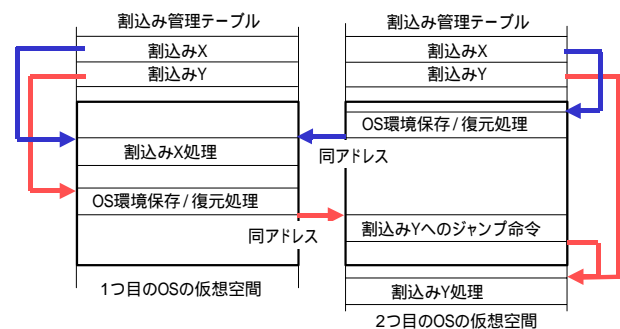 割込み管理テーブル
割込みX
割込みY
割込みX処理
OS環境保存/復元処理
1つ目のOSの仮想空間
同アドレス
同アドレス
割込み管理テーブル
割込みX
割込みY
OS環境保存/復元処理
割込みYへのジャンプ命令
割込みY処理
2つ目のOSの仮想空間